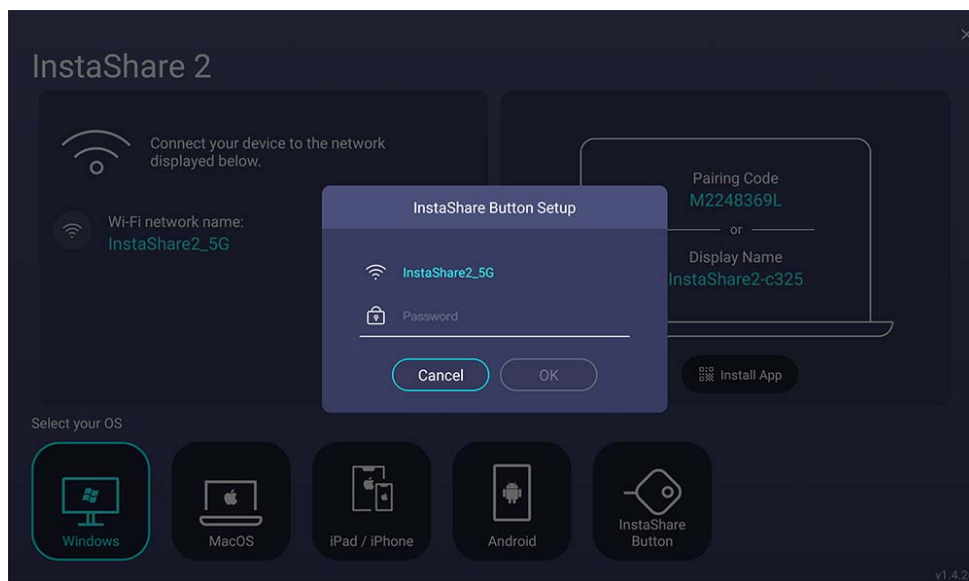 InstaShare 2
Connect your device to the network
displayed below.
Wi-Fi network name:
InstaShare2_5G
Pairing Code
M2248369L
or
Display Name
InstaShare2-c325
Install App
InstaShare Button Setup
InstaShare2_5G
Password
Cancel
OK
Select your OS
Windows
MacOS
iPad / iPhone
Android
InstaShare
Button
v1.4.2